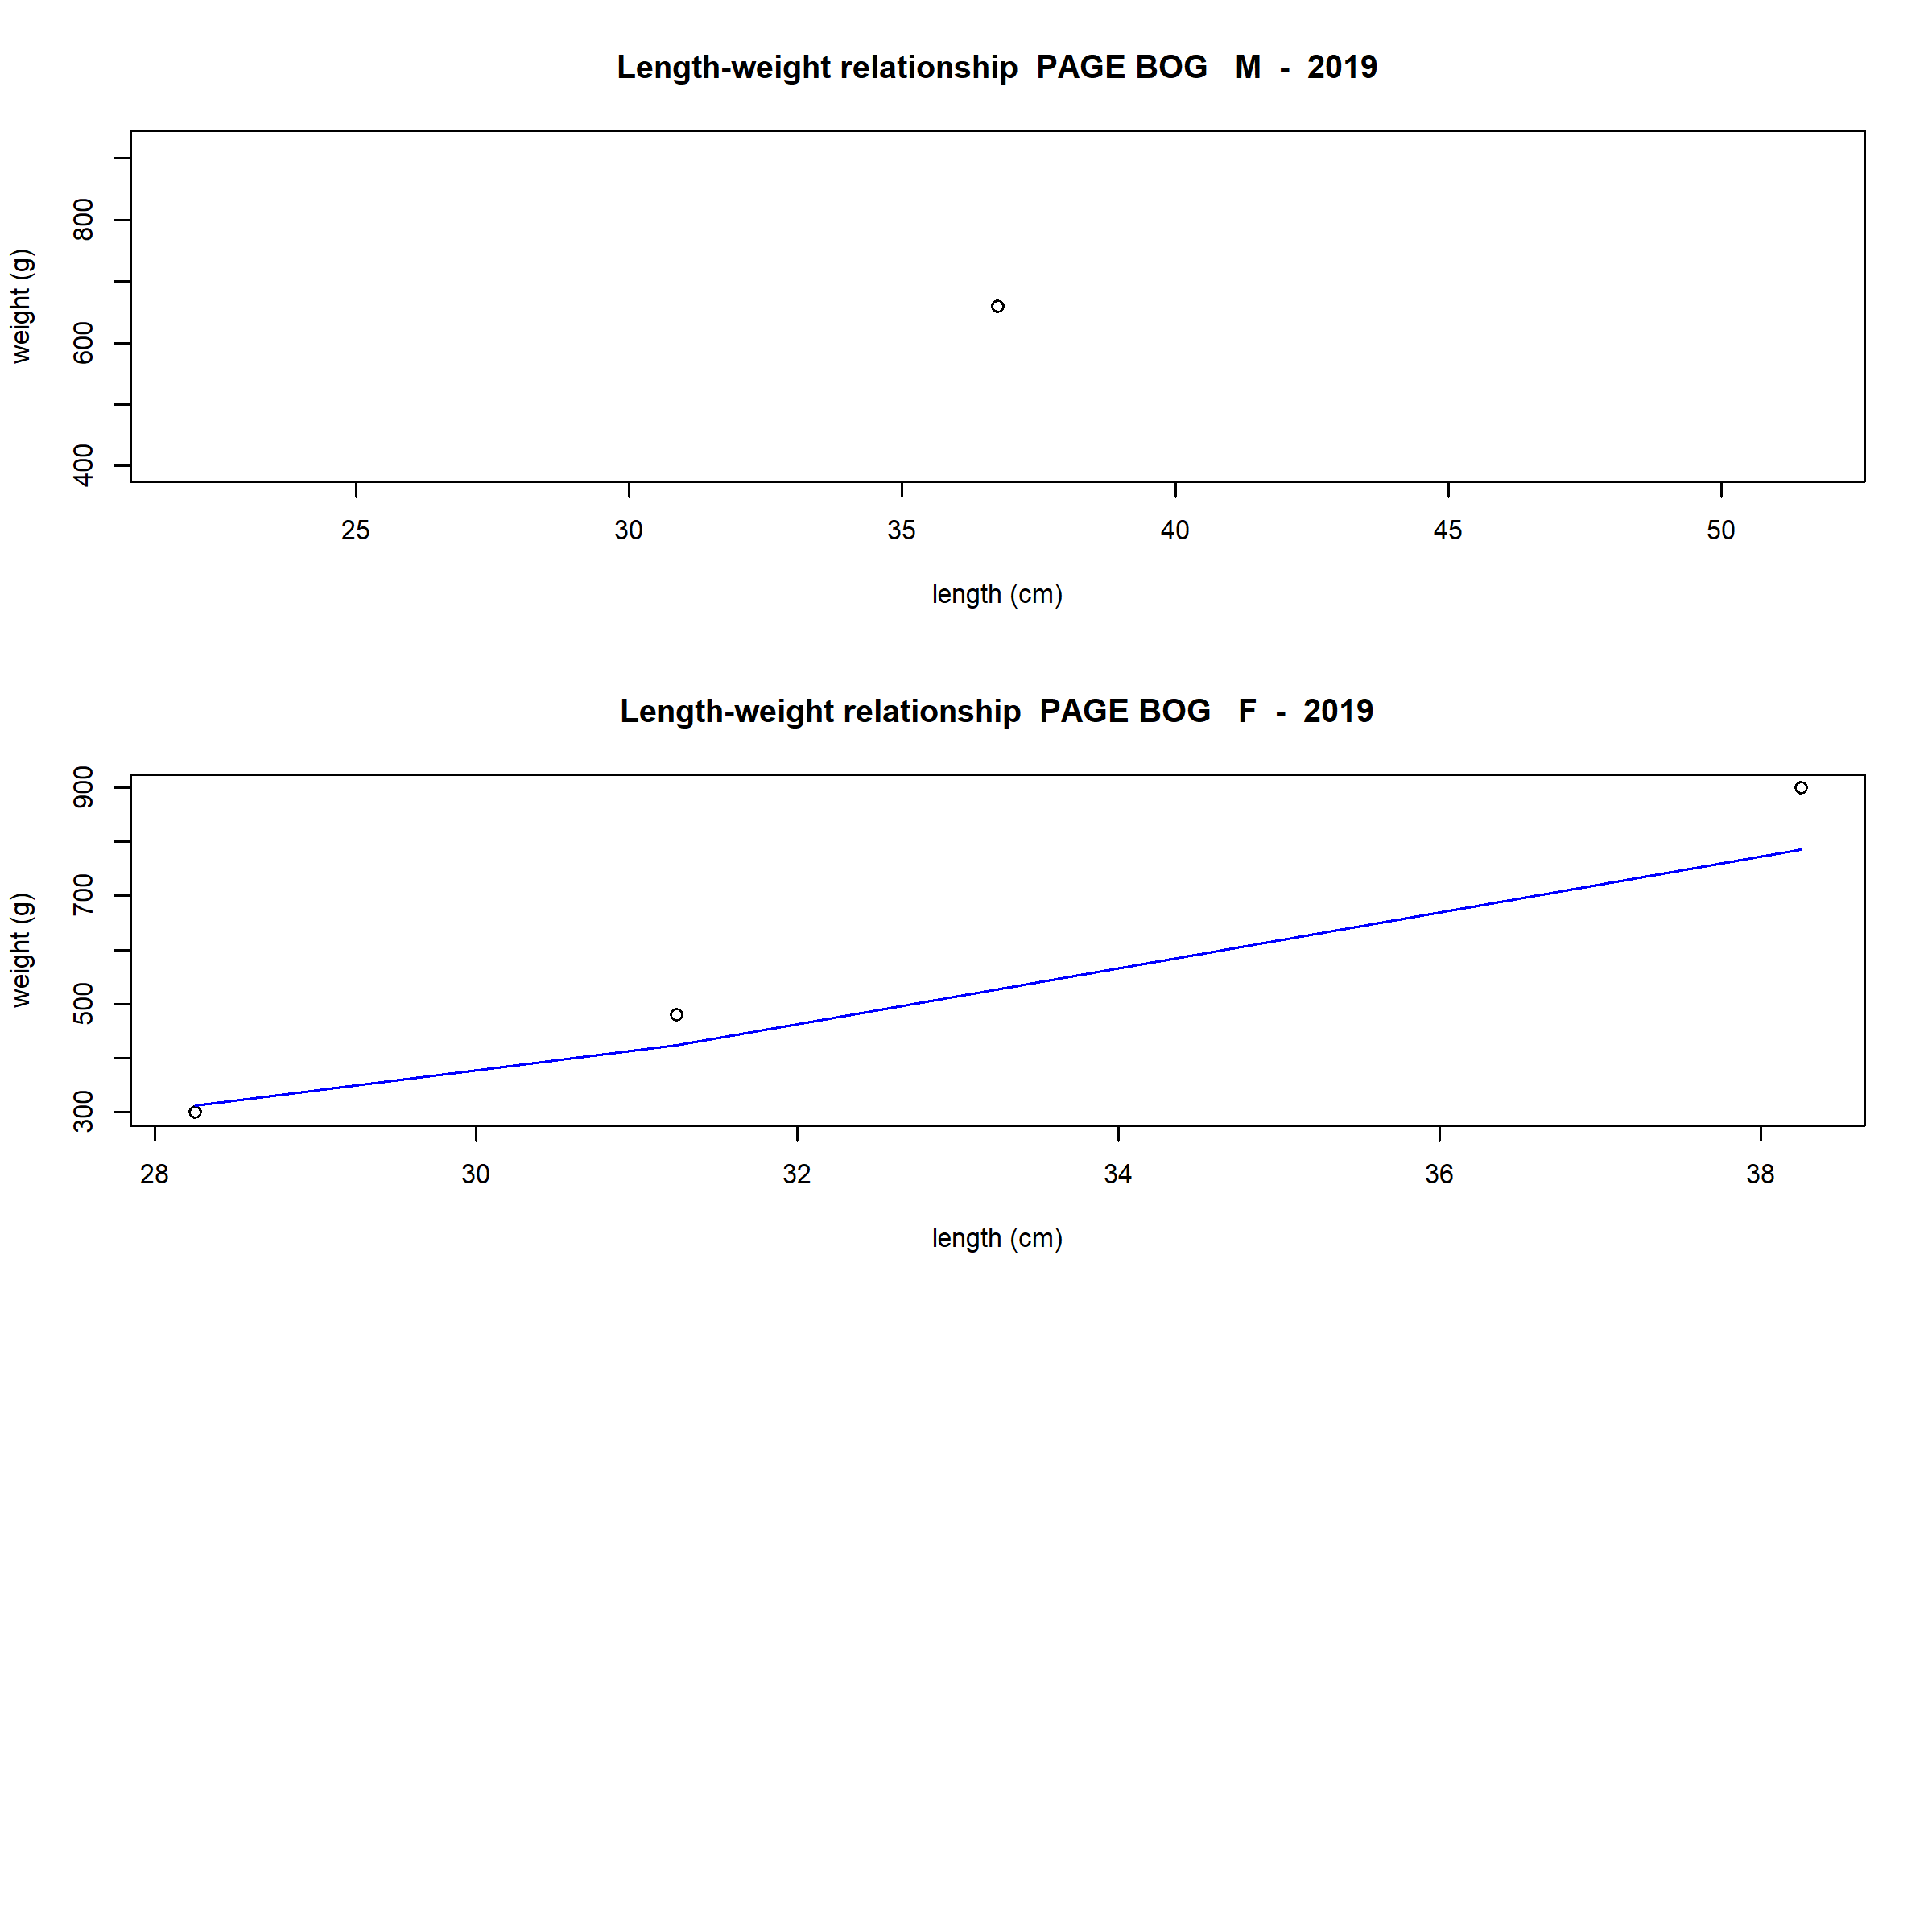 Length-weight relationship  PAGE BOG   M  -  2019
weight (g)
800
600
400
25 30 35 40 45 50
length (cm)
Length-weight relationship  PAGE BOG   F  -  2019
weight (g)
900
700
500
300
28 30 32 34 36 38
length (cm)